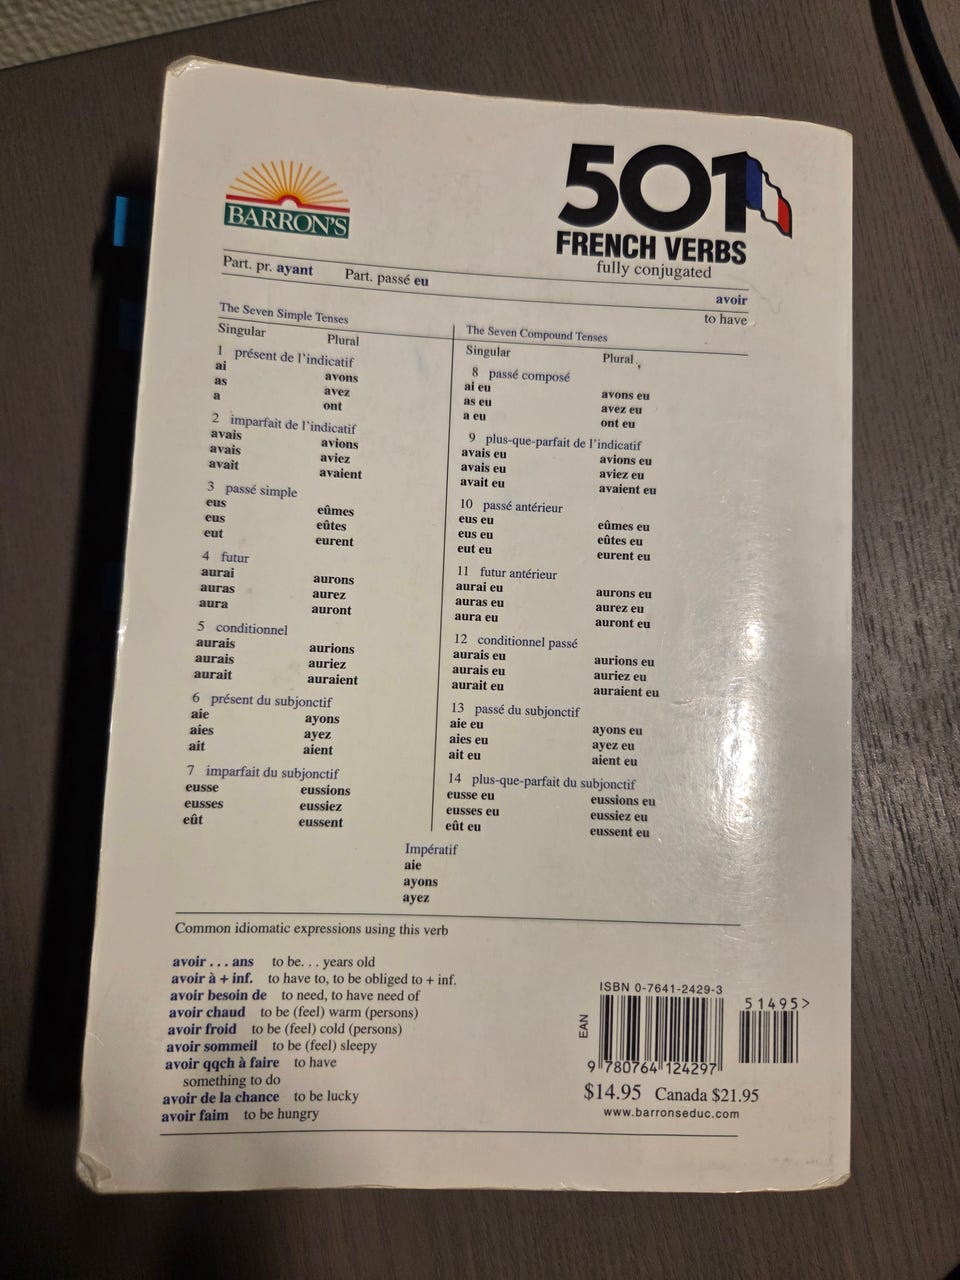 BARRON'S
501
FRENCH VERBS
fully conjugated
Part. pr. ayant Part. passé eu
avoir
to have
The Seven Simple Tenses
Singular Plural
1 présent de l'indicatif
ai avons
as avez
a ont
2 imparfait de l'indicatif
avais avions
avais aviez
avait avaient
3 passé simple
eus eûmes
eus eûtes
eut eurent
4 futur
aurai aurons
auras aurez
aura auront
5 conditionnel
aurais aurions
aurais auriez
aurait auraient
6 présent du subjonctif
aie ayons
aies ayez
ait aient
7 imparfait du subjonctif
eusse eussions
eusses eussiez
eût eussent
The Seven Compound Tenses
Singular Plural
8 passé composé
ai eu avons eu
as eu avez eu
a eu ont eu
9 plus-que-parfait de l'indicatif
avais eu avions eu
avais eu aviez eu
avait eu avaient eu
10 passé antérieur
eus eu eûmes eu
eus eu eûtes eu
eut eu eurent eu
11 futur antérieur
aurai eu aurons eu
auras eu aurez eu
aura eu auront eu
12 conditionnel passé
aurais eu aurions eu
aurais eu auriez eu
aurait eu auraient eu
13 passé du subjonctif
aie eu ayons eu
aies eu ayez eu
ait eu aient eu
14 plus-que-parfait du subjonctif
eusse eu eussions eu
eusses eu eussiez eu
eût eu eussent eu
Impératif
aie
ayons
ayez
Common idiomatic expressions using this verb
avoir . . . ans to be. . . years old
avoir à + inf. to have to, to be obliged to + inf.
avoir besoin de to need, to have need of
avoir chaud to be (feel) warm (persons)
avoir froid to be (feel) cold (persons)
avoir sommeil to be (feel) sleepy
avoir qqch à faire to have
something to do
avoir de la chance to be lucky
avoir faim to be hungry
ISBN 0-7641-2429-3
51495>
EAN
9 780764 124297
$14.95 Canada $21.95
www.barronseduc.com